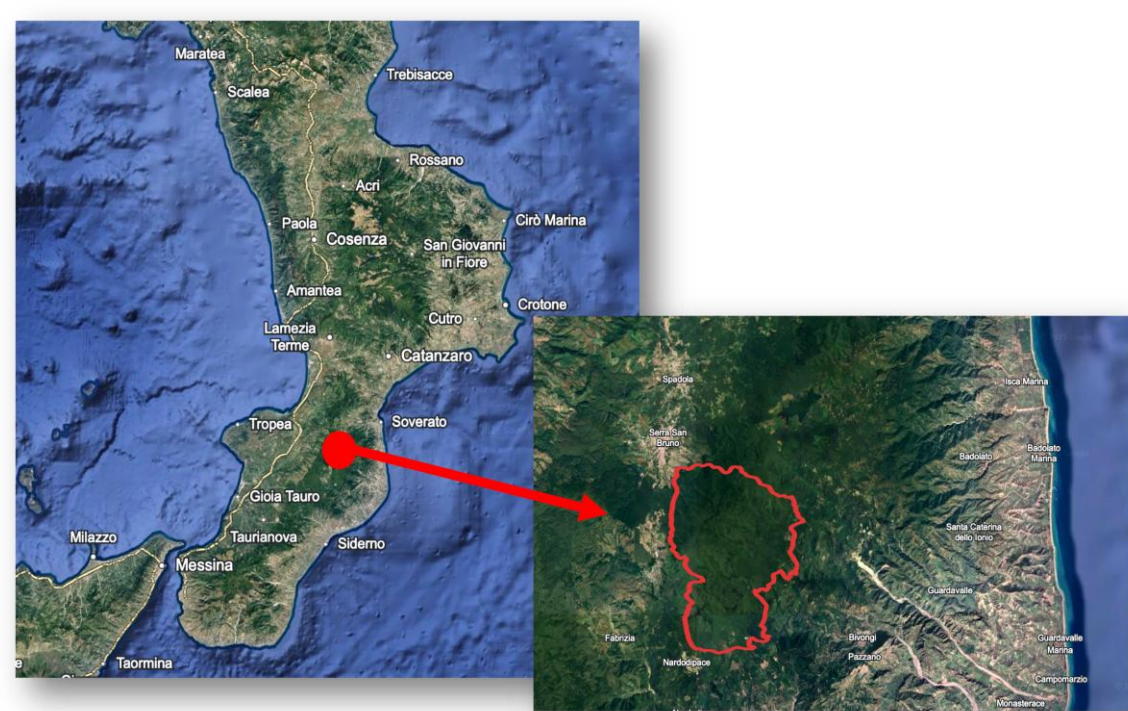 Maratea
Trebisacce
Scalea
Rossano
Acri
Paola
Cirò Marina
Cosenza
San Giovanni
in Fiore
Amantea
Crotone
Cutro
Lamezia
Terme
Catanzaro
Tropea
Soverato
Gioia Tauro
Milazzo
Taurianova
Siderno
Messina
Taormina
Spadola
Isca Marina
Serra San
Bruno
Badolato
Marina
Badolato
Santa Caterina
dello Ionio
Guardavalle
Fabrizia
Bivongi
Guardavalle
Marina
Pazzano
Nardodipace
Campomarzio
Monasterace